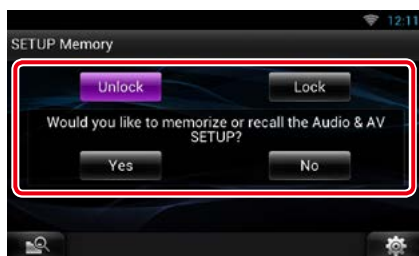 12:11
SETUP Memory
Unlock Lock
Would you like to memorize or recall the Audio & AV
SETUP?
Yes No